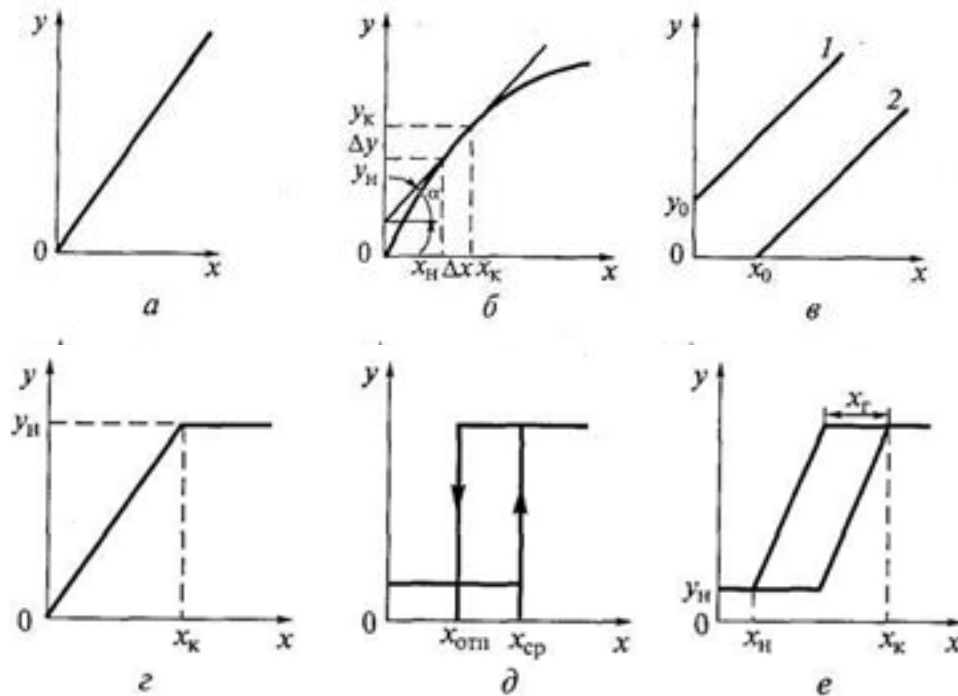 y
0
x
а
y
yк
Δy
yн
α
0
xн Δx xк x
б
y
1
2
y0
0
x0
x
в
y
yн
0
xк
x
г
y
0
xотп
xср
x
д
y
xг
yн
0
xн
xк
x
е